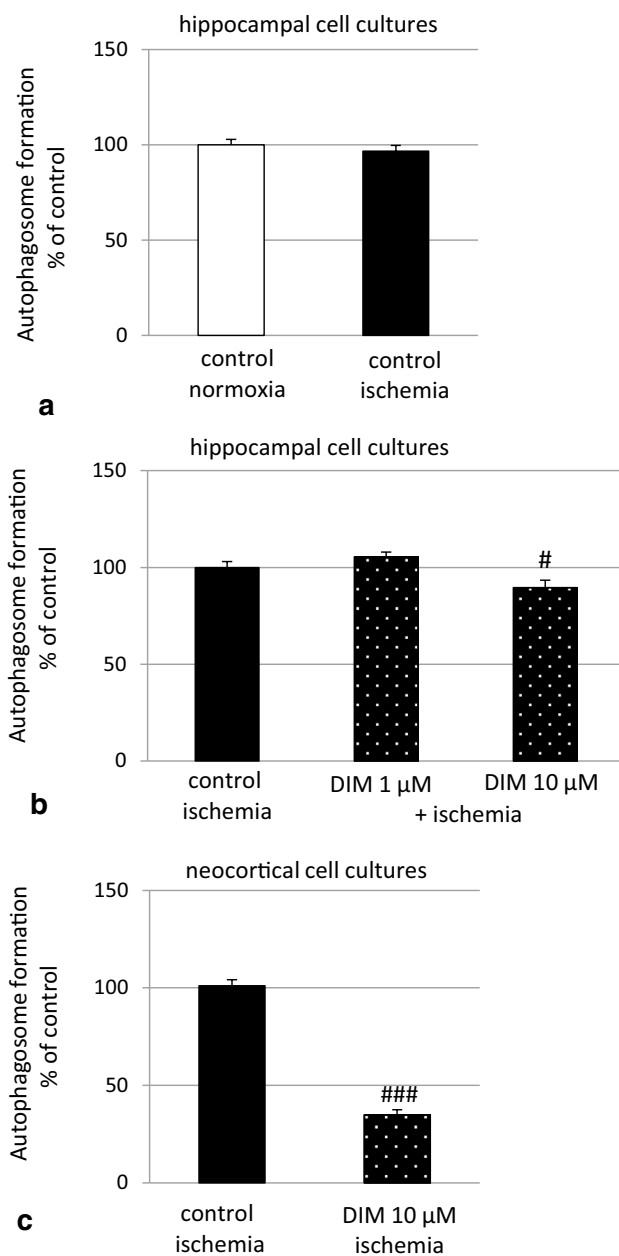 hippocampal cell cultures
Autophagosome formation
% of control
150
100
50
0
control
normoxia
control
ischemia
a
hippocampal cell cultures
Autophagosome formation
% of control
150
100
50
0
#
control
ischemia
DIM 1 µM
DIM 10 µM
+ ischemia
b
neocortical cell cultures
Autophagosome formation
% of control
150
100
50
0
###
control
ischemia
DIM 10 µM
ischemia
c